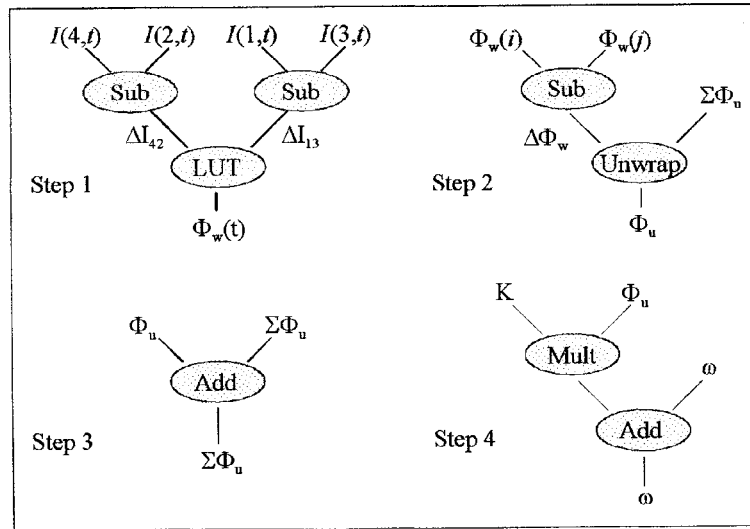 I(4,t) I(2,t) I(1,t) I(3,t)
Sub Sub
ΔI₄₂ ΔI₁₃
LUT
Step 1
Φw(t)
Φw(i) Φw(j)
Sub
ΣΦu
ΔΦw
Unwrap
Step 2
Φu
Φu ΣΦu
Add
Step 3
ΣΦu
K Φu
Mult
ω
Add
Step 4
ω